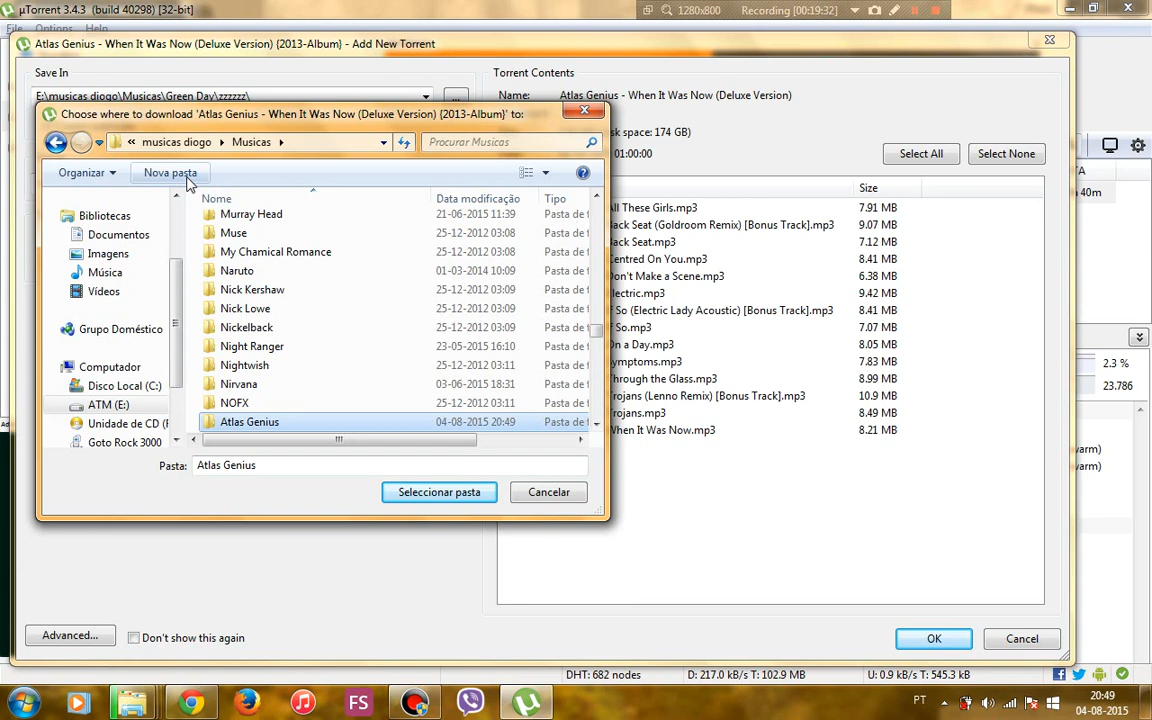 µTorrent 3.4.3 (build 40298) [32-bit]
1280x800
Recording [00:19:32]
File Options Help
Atlas Genius - When It Was Now (Deluxe Version) {2013-Album} - Add New Torrent
Save In
E:\musicas diogo\Musicas\Green Day\zzzzzz\
...
Torrent Contents
Name: Atlas Genius - When It Was Now (Deluxe Version)
sk space: 174 GB)
01:00:00
Select All
Select None
Size
All These Girls.mp3 7.91 MB
Back Seat (Goldroom Remix) [Bonus Track].mp3 9.07 MB
Back Seat.mp3 7.12 MB
Centred On You.mp3 8.41 MB
Don't Make a Scene.mp3 6.38 MB
Electric.mp3 9.42 MB
f So (Electric Lady Acoustic) [Bonus Track].mp3 8.41 MB
f So.mp3 7.07 MB
On a Day.mp3 8.05 MB
Symptoms.mp3 7.83 MB
Through the Glass.mp3 8.99 MB
Trojans (Lenno Remix) [Bonus Track].mp3 8.05 MB
Trojans.mp3 8.49 MB
When It Was Now.mp3 8.21 MB
Choose where to download 'Atlas Genius - When It Was Now (Deluxe Version) {2013-Album}' to:
« musicas diogo Musicas
Procurar Musicas
Organizar
Nova pasta
Nome Data modificação Tipo
Murray Head 21-06-2015 11:39 Pasta de f
Muse 25-12-2012 03:08 Pasta de f
My Chamical Romance 25-12-2012 03:08 Pasta de f
Naruto 01-03-2014 10:09 Pasta de f
Nick Kershaw 25-12-2012 03:09 Pasta de f
Nick Lowe 25-12-2012 03:09 Pasta de f
Nickelback 25-12-2012 03:09 Pasta de f
Night Ranger 23-05-2015 16:10 Pasta de f
Nightwish 25-12-2012 03:11 Pasta de f
Nirvana 03-06-2015 18:31 Pasta de f
NOFX 25-12-2012 03:11 Pasta de f
Atlas Genius 04-08-2015 20:49 Pasta de f
Bibliotecas
Documentos
Imagens
Música
Vídeos
Grupo Doméstico
Computador
Disco Local (C:)
ATM (E:)
Unidade de CD (F
Goto Rock 3000
Pasta: Atlas Genius
Seleccionar pasta
Cancelar
TA
40m
2.3 %
23.786
warm)
warm)
Advanced...
Don't show this again
OK
Cancel
DHT: 682 nodes
D: 217.0 kB/s T: 102.9 MB
U: 0.9 kB/s T: 545.3 kB
FS
PT
20:49
04-08-2015